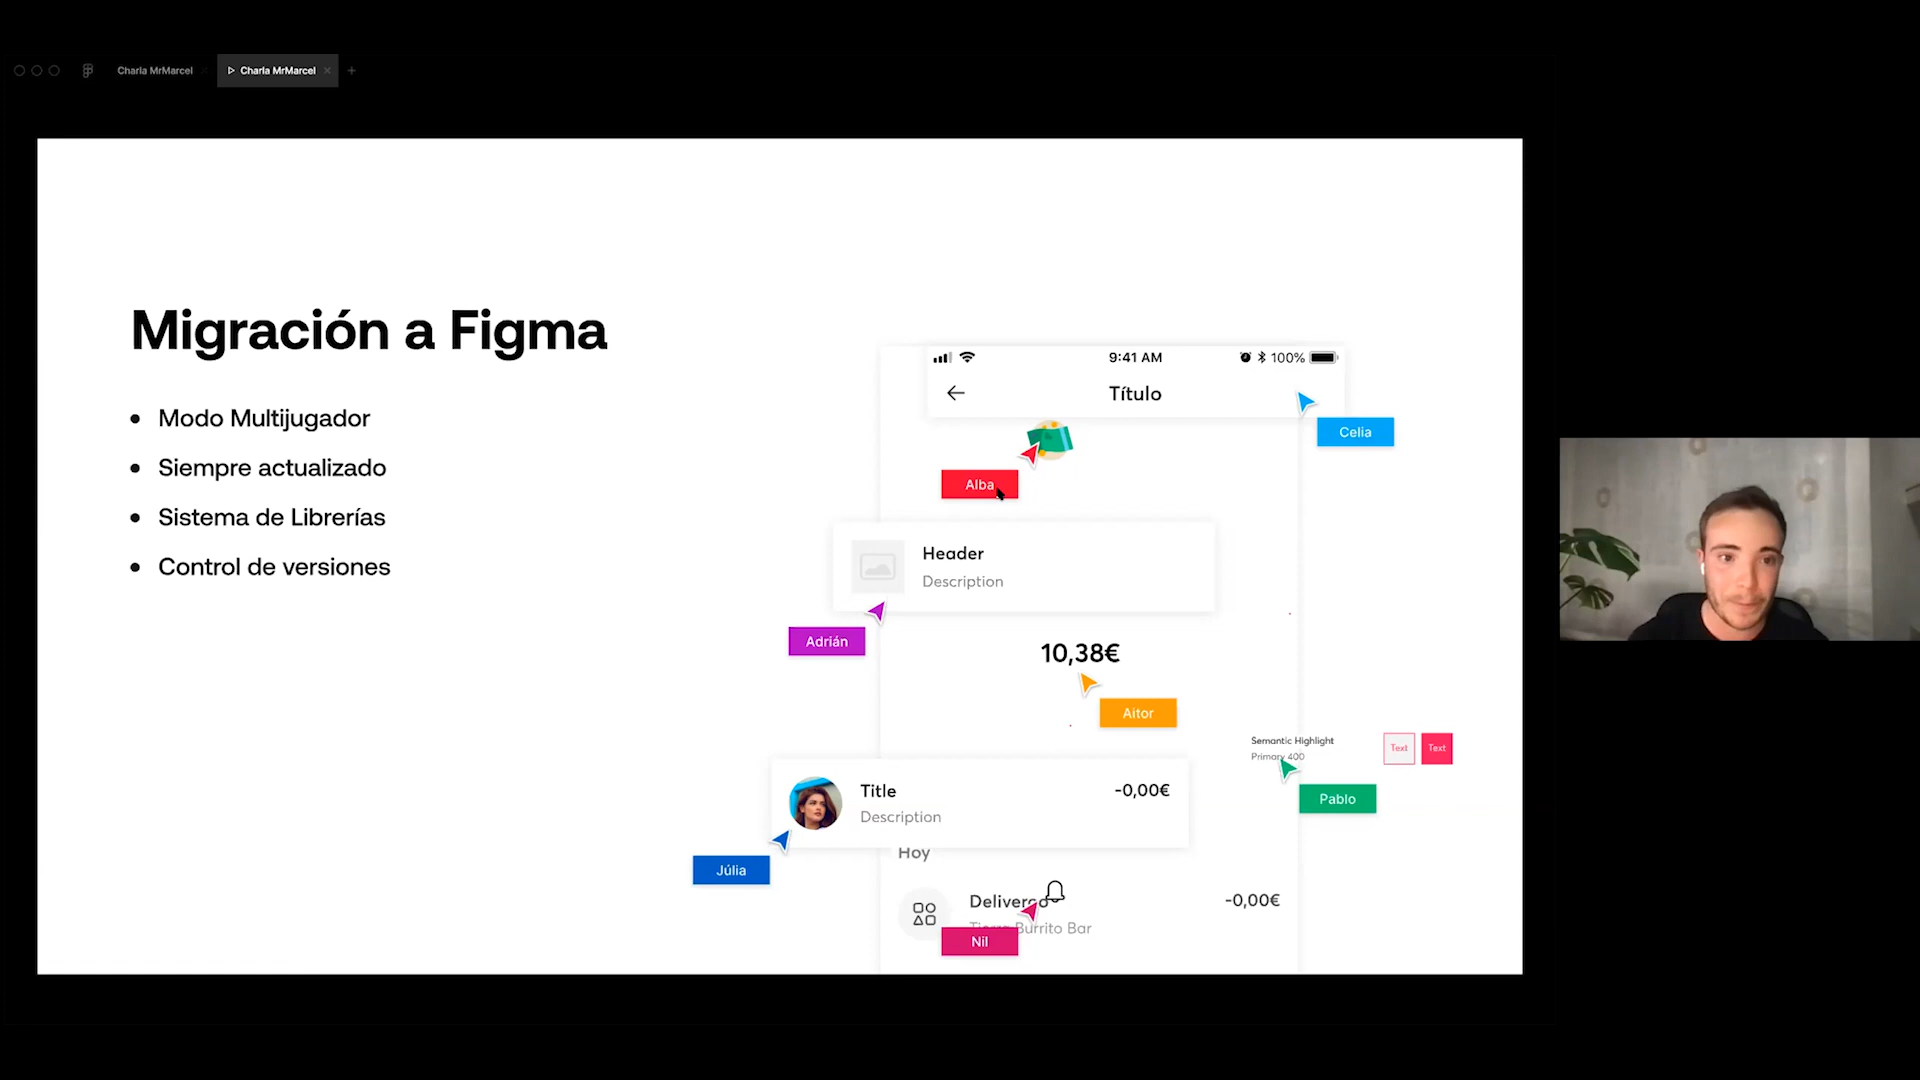 Charla MrMarcel
Charla MrMarcel
Migración a Figma
Modo Multijugador
Siempre actualizado
Sistema de Librerías
Control de versiones
9:41 AM
100%
Título
Celia
Alba
Header
Description
Adrián
10,38€
Aitor
Semantic Highlight
Primary 400
Text
Text
Pablo
Title
-0,00€
Description
Júlia
Hoy
-0,00€
Burrito Bar
Nil